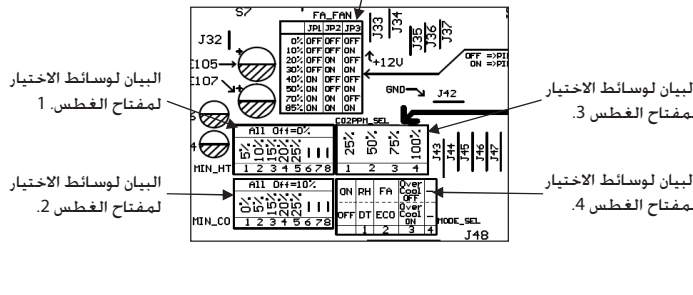 S7
FA_FAN
JP1 JP2 JP3
0% OFF OFF OFF
10% OFF OFF ON
20% OFF ON OFF
30% OFF ON ON
40% ON OFF OFF
50% ON OFF ON
70% ON ON OFF
85% ON ON ON
J32
J33
J34
J35
J36
J37
+12V
OFF =>PI
ON =>PI
C105
C107
GND
J42
البيان لوسائط الاختيار
لمفتاح الغطس 1.
البيان لوسائط الاختيار
لمفتاح الغطس 3.
CO2PPM_SEL
All Off=0%
5% 10% 15% 20% 25% | | |
1 2 3 4 5 6 7 8
MIN_HT
25% 50% 75% 100%
1 2 3 4
J43
J44
J45
J46
J47
البيان لوسائط الاختيار
لمفتاح الغطس 2.
البيان لوسائط الاختيار
لمفتاح الغطس 4.
All Off=10%
0% 5% 15% 20% 25% | | |
1 2 3 4 5 6 7 8
MIN_CO
ON RH FA Over Cool OFF –
OFF DT ECO Over Cool ON –
1 2 3 4
MODE_SEL
J48